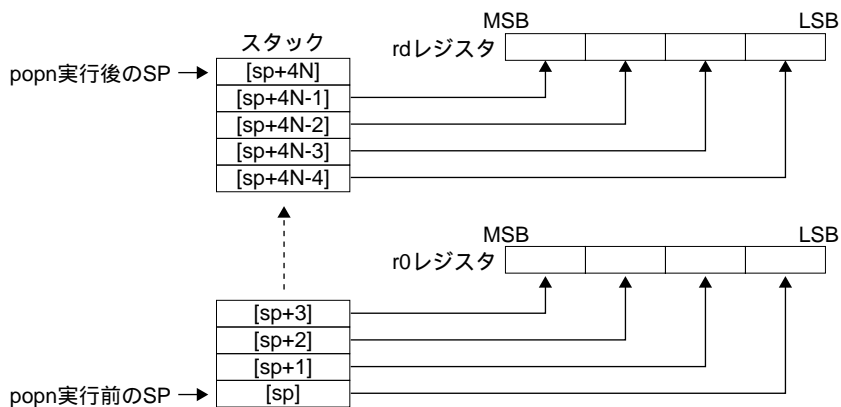 MSB LSB
スタック rdレジスタ
popn実行後のSP [sp+4N]
[sp+4N-1]
[sp+4N-2]
[sp+4N-3]
[sp+4N-4]
MSB LSB
r0レジスタ
[sp+3]
[sp+2]
[sp+1]
popn実行前のSP [sp]